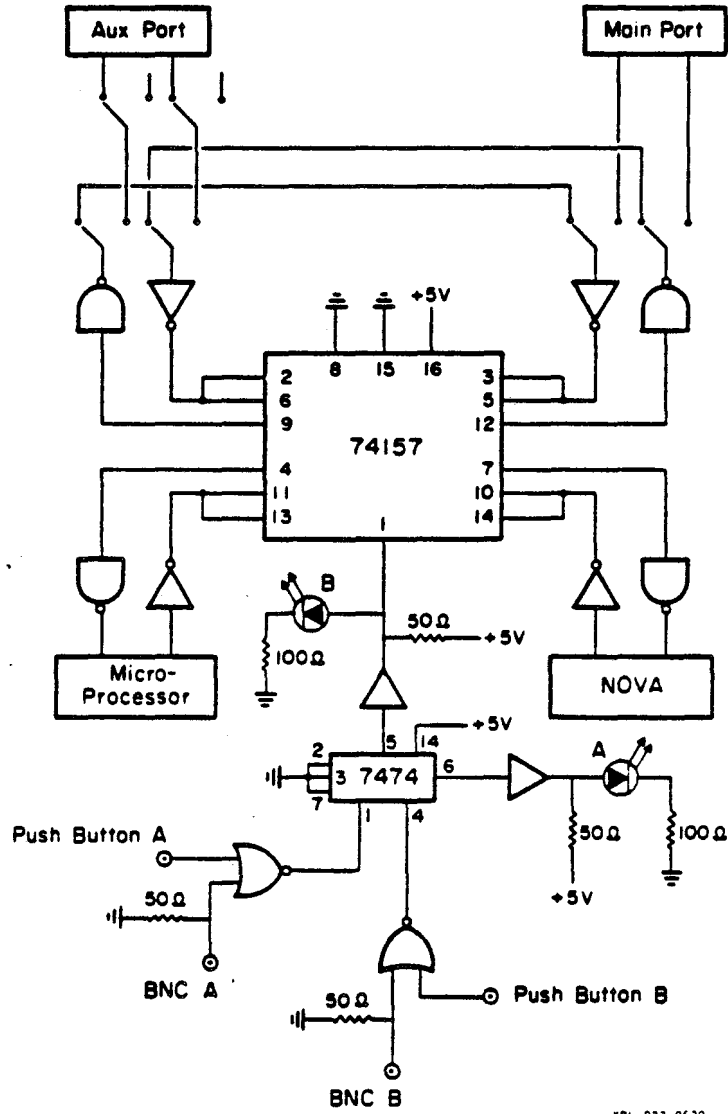 Aux Port
Main Port
+5V
8 15 16
2 3
6 5
9 12
74157
4 7
11 10
13 14
1
B
50Ω
+5V
100Ω
Micro-
Processor
NOVA
+5V
5 14
2
3 7474 6
7
1 4
A
50Ω
100Ω
+5V
Push Button A
50Ω
BNC A
50Ω
Push Button B
BNC B